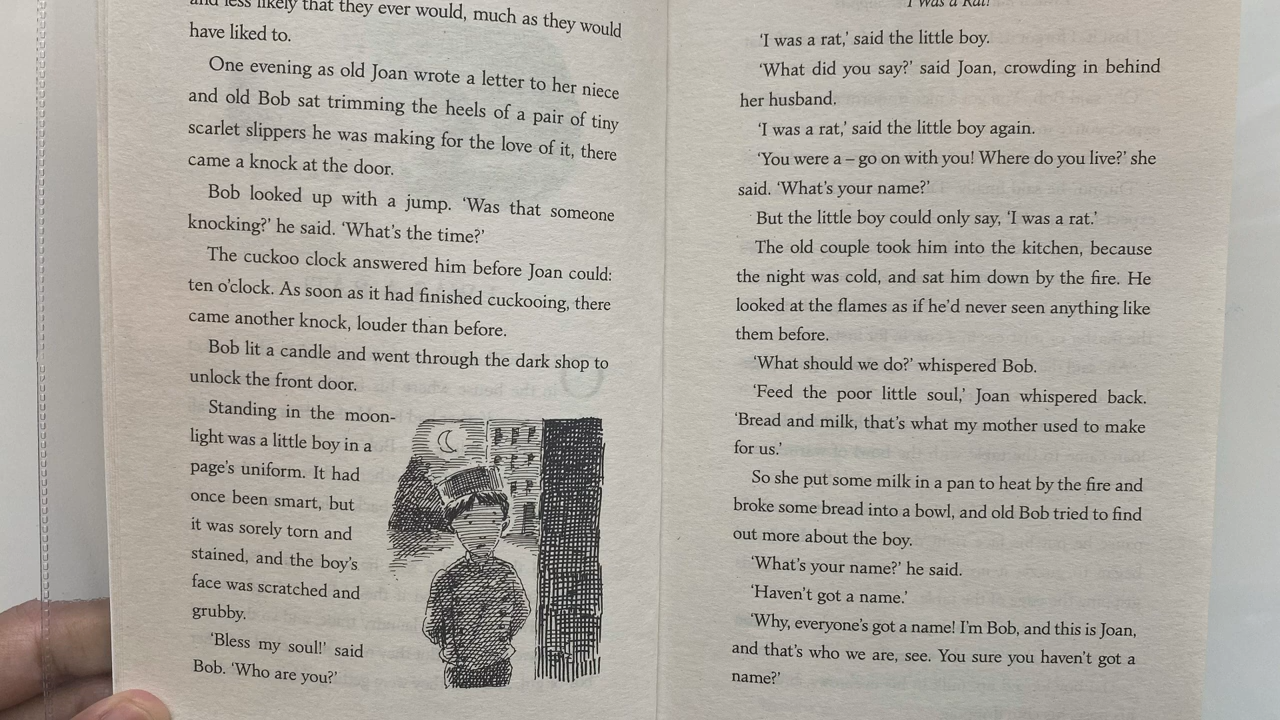 and less likely that they ever would, much as they would
have liked to.
One evening as old Joan wrote a letter to her niece
and old Bob sat trimming the heels of a pair of tiny
scarlet slippers he was making for the love of it, there
came a knock at the door.
Bob looked up with a jump. ‘Was that someone
knocking?’ he said. ‘What’s the time?’
The cuckoo clock answered him before Joan could:
ten o’clock. As soon as it had finished cuckooing, there
came another knock, louder than before.
Bob lit a candle and went through the dark shop to
unlock the front door.
Standing in the moon-
light was a little boy in a
page’s uniform. It had
once been smart, but
it was sorely torn and
stained, and the boy’s
face was scratched and
grubby.
‘Bless my soul!’ said
Bob. ‘Who are you?’
I Was a Rat!
‘I was a rat,’ said the little boy.
‘What did you say?’ said Joan, crowding in behind
her husband.
‘I was a rat,’ said the little boy again.
‘You were a – go on with you! Where do you live?’ she
said. ‘What’s your name?’
But the little boy could only say, ‘I was a rat.’
The old couple took him into the kitchen, because
the night was cold, and sat him down by the fire. He
looked at the flames as if he’d never seen anything like
them before.
‘What should we do?’ whispered Bob.
‘Feed the poor little soul,’ Joan whispered back.
‘Bread and milk, that’s what my mother used to make
for us.’
So she put some milk in a pan to heat by the fire and
broke some bread into a bowl, and old Bob tried to find
out more about the boy.
‘What’s your name?’ he said.
‘Haven’t got a name.’
‘Why, everyone’s got a name! I’m Bob, and this is Joan,
and that’s who we are, see. You sure you haven’t got a
name?’